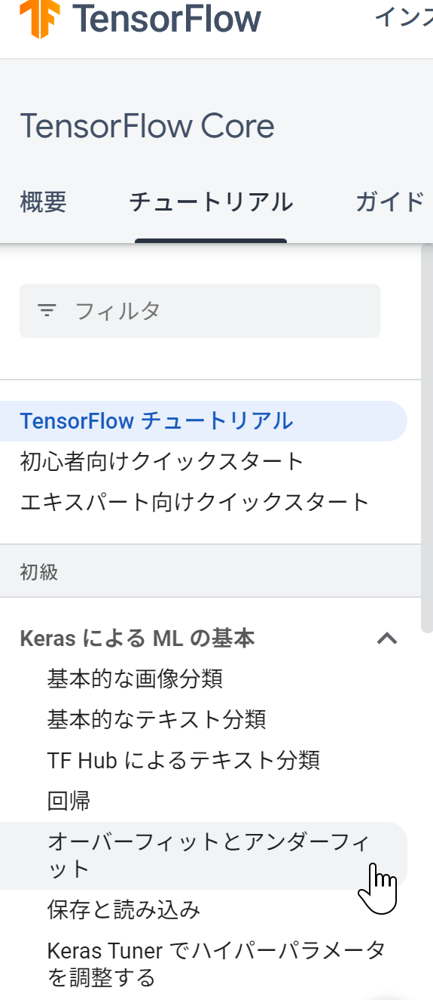 TensorFlow
TensorFlow Core
概要 チュートリアル ガイド
フィルタ
TensorFlow チュートリアル
初心者向けクイックスタート
エキスパート向けクイックスタート
初級
Keras による ML の基本
基本的な画像分類
基本的なテキスト分類
TF Hub によるテキスト分類
回帰
オーバーフィットとアンダーフィ
ット
保存と読み込み
Keras Tuner でハイパーパラメータ
を調整する